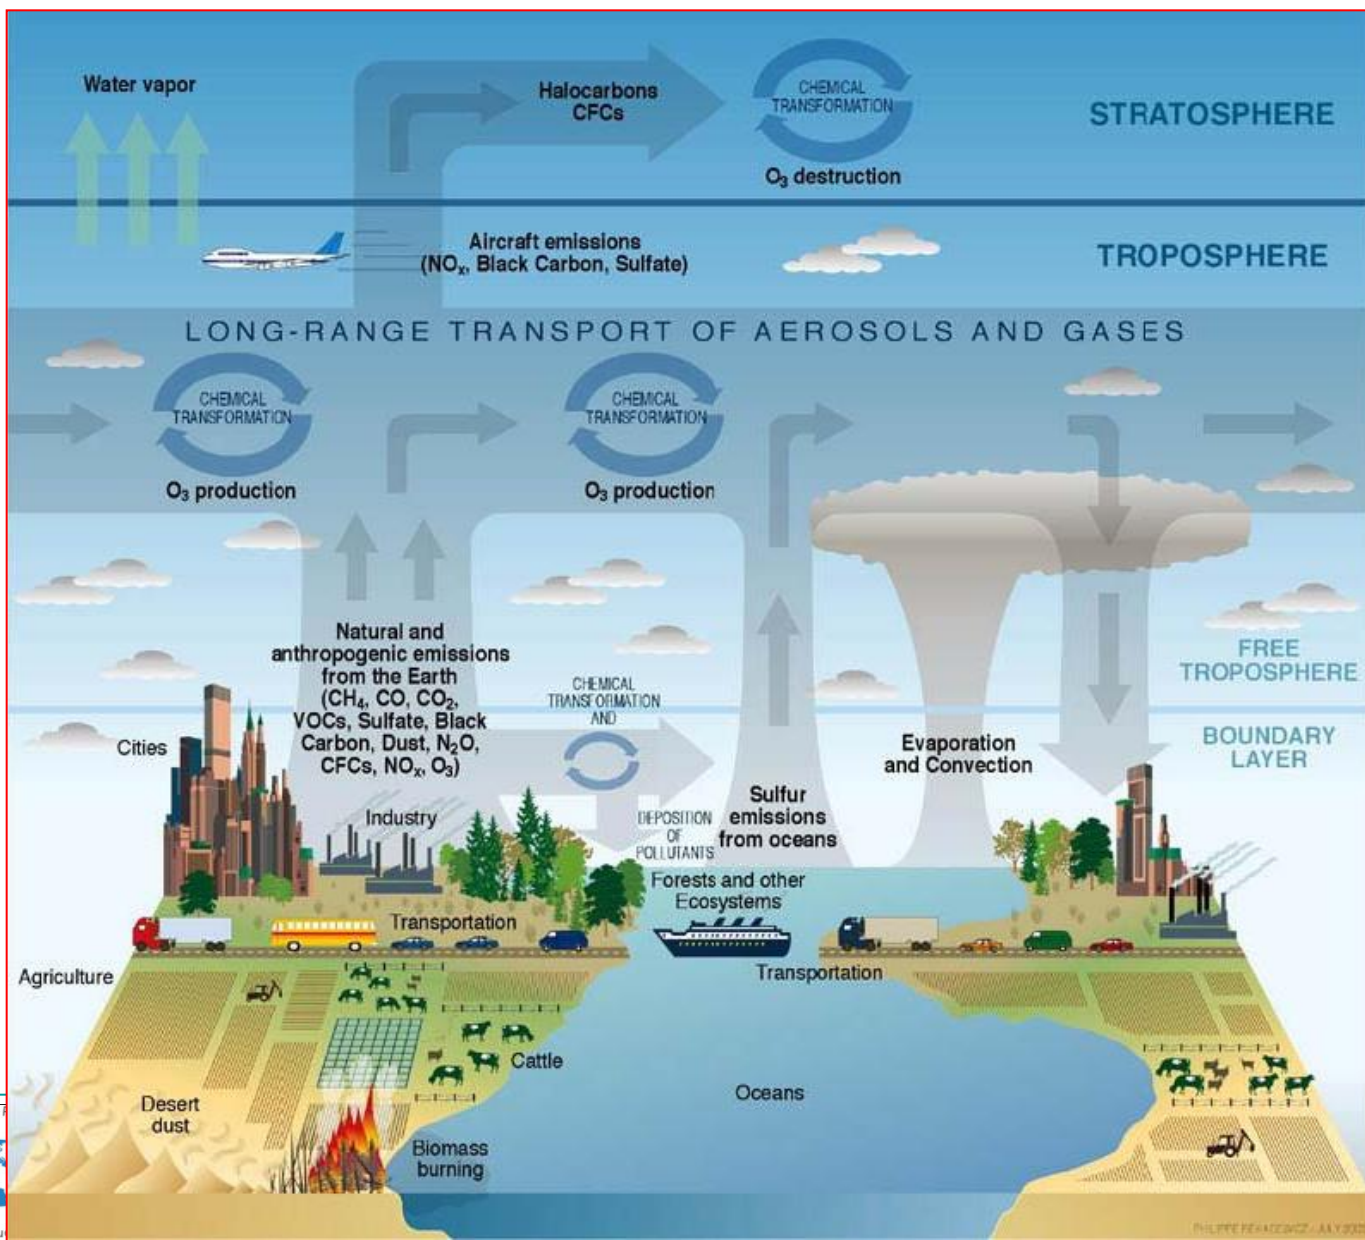 Water vapor
Halocarbons
CFCs
CHEMICAL
TRANSFORMATION
O₃ destruction
STRATOSPHERE
Aircraft emissions
(NOₓ, Black Carbon, Sulfate)
TROPOSPHERE
LONG-RANGE TRANSPORT OF AEROSOLS AND GASES
CHEMICAL
TRANSFORMATION
O₃ production
CHEMICAL
TRANSFORMATION
O₃ production
Natural and
anthropogenic emissions
from the Earth
(CH₄, CO, CO₂,
VOCs, Sulfate, Black
Carbon, Dust, N₂O,
CFCs, NOₓ, O₃)
CHEMICAL
TRANSFORMATION
AND
FREE
TROPOSPHERE
BOUNDARY
LAYER
Cities
Evaporation
and Convection
Industry
DEPOSITION
OF
POLLUTANTS
Sulfur
emissions
from oceans
Forests and other
Ecosystems
Transportation
Transportation
Agriculture
Cattle
Oceans
Desert
dust
Biomass
burning